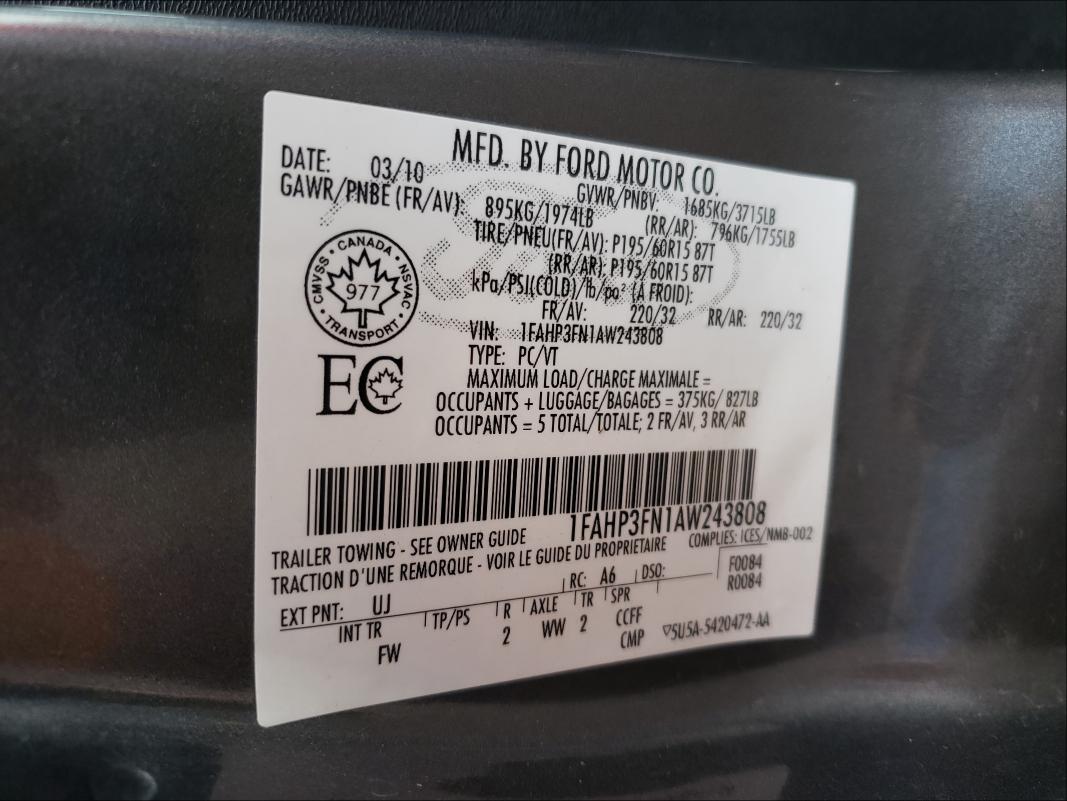 MFD. BY FORD MOTOR CO.
DATE: 03/10 GVWR/PNBV: 1685KG/3715LB
GAWR/PNBE (FR/AV): 895KG/1974LB (RR/AR): 796KG/1755LB
TIRE/PNEU(FR/AV): P195/60R15 87T
(RR/AR): P195/60R15 87T
kPa/PSI(COLD)/lb/po² (A FROID):
FR/AV: 220/32 RR/AR: 220/32
CMVSS · CANADA · NSVAC · TRANSPORT ·
977
VIN: 1FAHP3FN1AW243808
TYPE: PC/VT
EC
MAXIMUM LOAD/CHARGE MAXIMALE =
OCCUPANTS + LUGGAGE/BAGAGES = 375KG/ 827LB
OCCUPANTS = 5 TOTAL/TOTALE; 2 FR/AV, 3 RR/AR
1FAHP3FN1AW243808
TRAILER TOWING - SEE OWNER GUIDE COMPLIES: ICES/NMB-002
TRACTION D'UNE REMORQUE - VOIR LE GUIDE DU PROPRIETAIRE
F0084
R0084
EXT PNT: UJ RC: A6 DSO:
INT TR TP/PS R AXLE TR SPR
FW 2 WW 2 CCFF
CMP ▽5U5A-5420472-AA